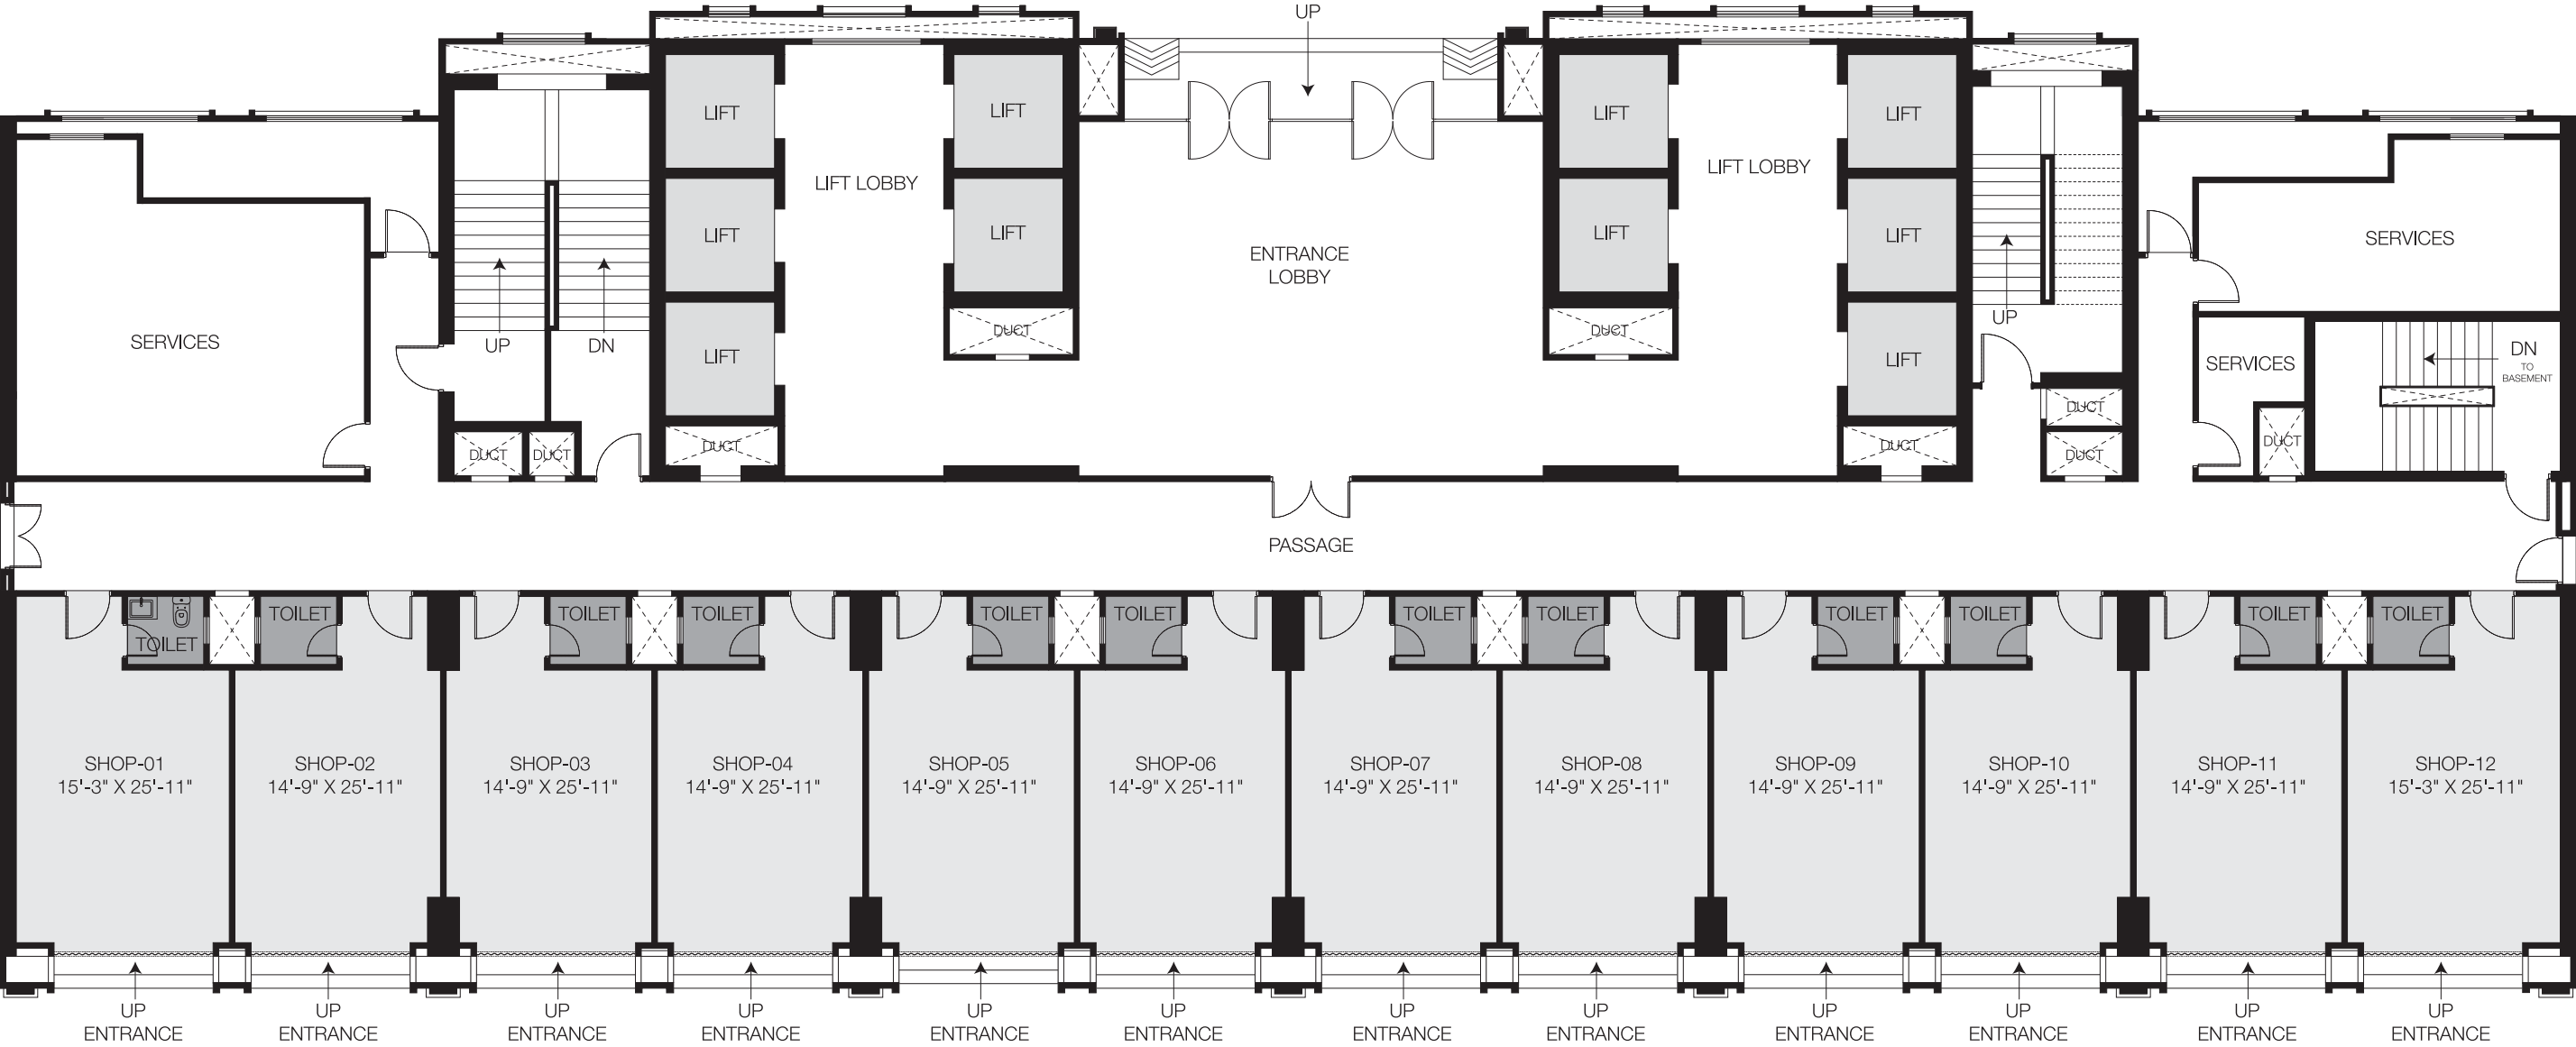 UP
LIFT
LIFT
LIFT
LIFT
LIFT LOBBY
LIFT LOBBY
LIFT
LIFT
LIFT
LIFT
ENTRANCE
LOBBY
SERVICES
UP
DUCT
DUCT
SERVICES
UP
DN
LIFT
LIFT
SERVICES
DN
TO
BASEMENT
DUCT
DUCT
DUCT
DUCT
DUCT
DUCT
DUCT
DUCT
PASSAGE
TOILET
TOILET
TOILET
TOILET
TOILET
TOILET
TOILET
TOILET
TOILET
TOILET
TOILET
TOILET
SHOP-01
15'-3" X 25'-11"
SHOP-02
14'-9" X 25'-11"
SHOP-03
14'-9" X 25'-11"
SHOP-04
14'-9" X 25'-11"
SHOP-05
14'-9" X 25'-11"
SHOP-06
14'-9" X 25'-11"
SHOP-07
14'-9" X 25'-11"
SHOP-08
14'-9" X 25'-11"
SHOP-09
14'-9" X 25'-11"
SHOP-10
14'-9" X 25'-11"
SHOP-11
14'-9" X 25'-11"
SHOP-12
15'-3" X 25'-11"
UP
ENTRANCE
UP
ENTRANCE
UP
ENTRANCE
UP
ENTRANCE
UP
ENTRANCE
UP
ENTRANCE
UP
ENTRANCE
UP
ENTRANCE
UP
ENTRANCE
UP
ENTRANCE
UP
ENTRANCE
UP
ENTRANCE